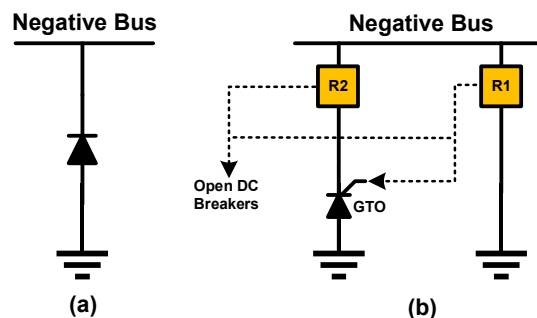 Negative Bus
Negative Bus
R2
R1
Open DC
Breakers
GTO
(a)
(b)